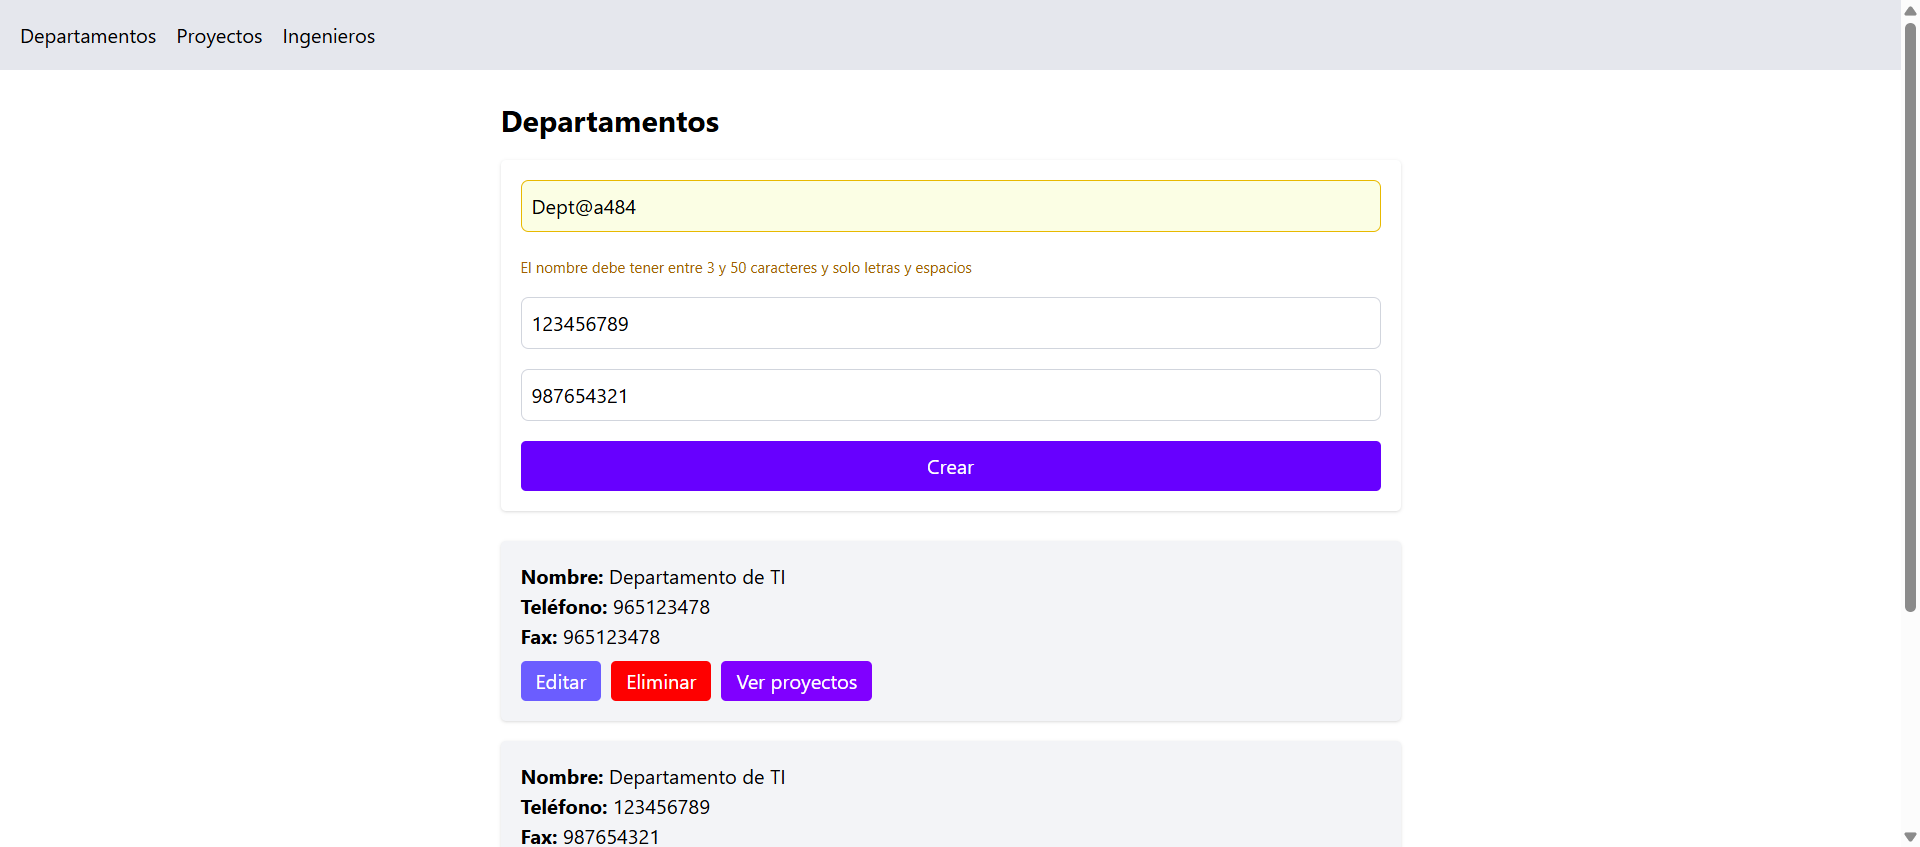 Departamentos Proyectos Ingenieros
Departamentos
Dept@a484
El nombre debe tener entre 3 y 50 caracteres y solo letras y espacios
123456789
987654321
Crear
Nombre: Departamento de TI
Teléfono: 965123478
Fax: 965123478
Editar Eliminar Ver proyectos
Nombre: Departamento de TI
Teléfono: 123456789
Fax: 987654321